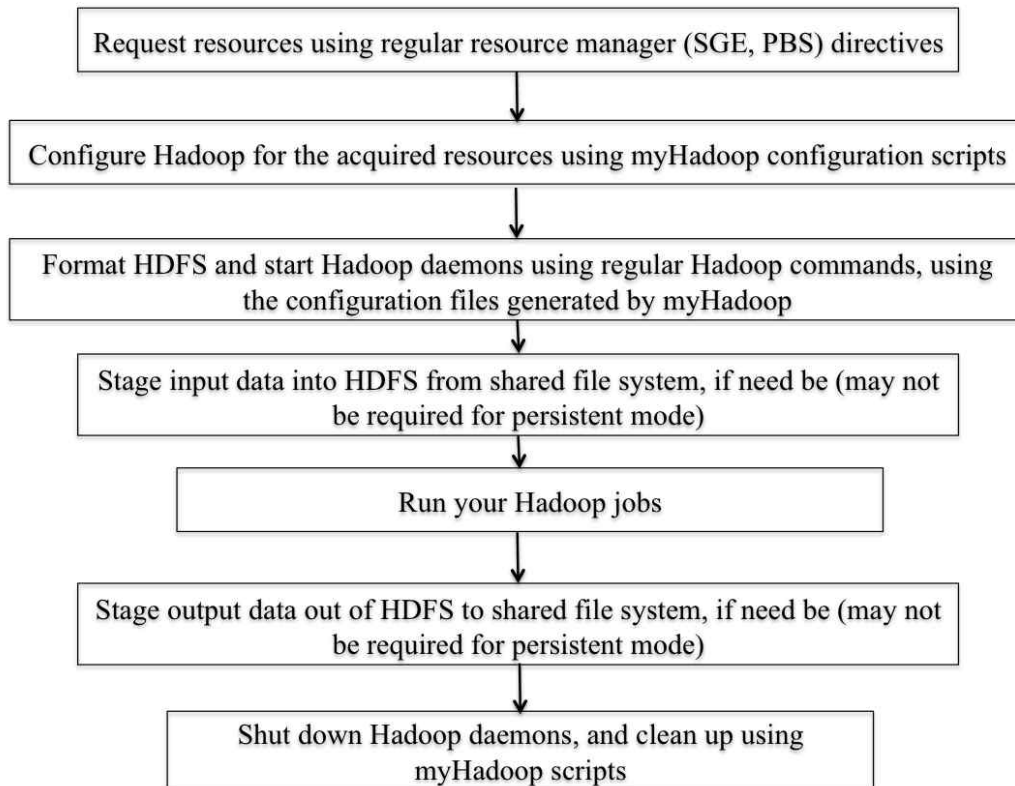 Request resources using regular resource manager (SGE, PBS) directives
Configure Hadoop for the acquired resources using myHadoop configuration scripts
Format HDFS and start Hadoop daemons using regular Hadoop commands, using
the configuration files generated by myHadoop
Stage input data into HDFS from shared file system, if need be (may not
be required for persistent mode)
Run your Hadoop jobs
Stage output data out of HDFS to shared file system, if need be (may not
be required for persistent mode)
Shut down Hadoop daemons, and clean up using
myHadoop scripts